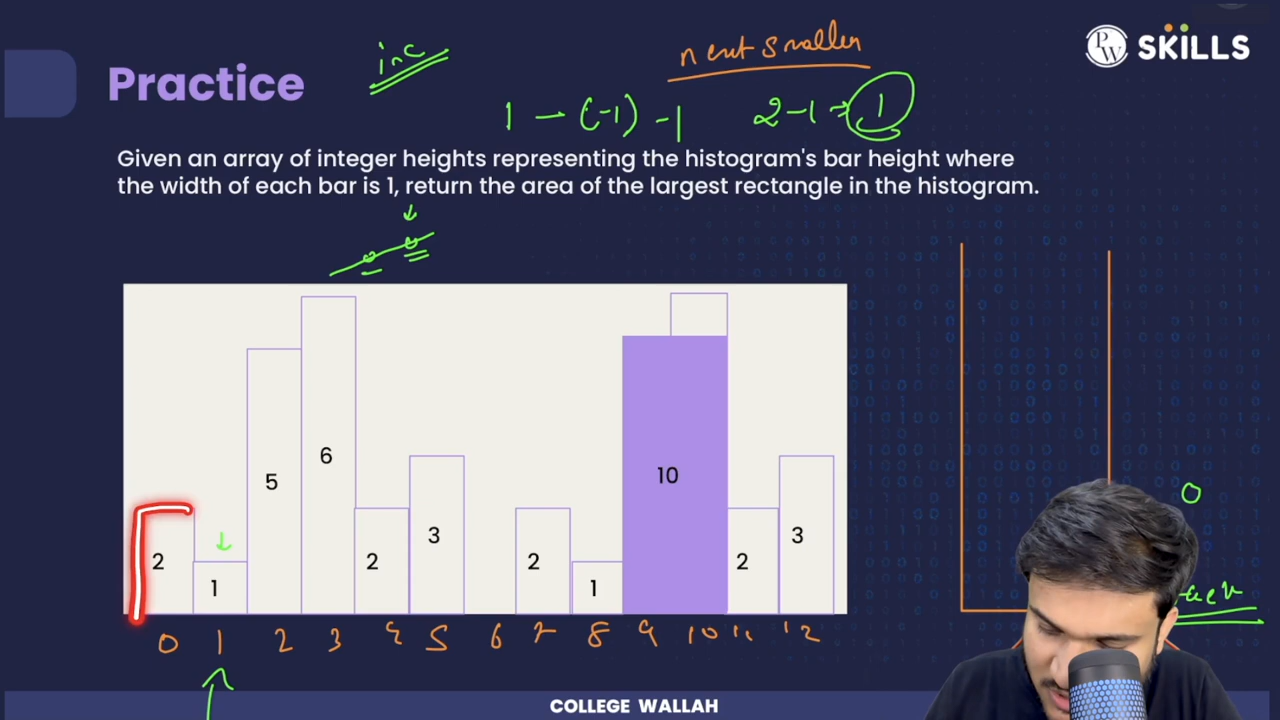 inc
next smaller
PW SKILLS
Practice
1 - (-1) -1 2-1 → 1
Given an array of integer heights representing the histogram's bar height where
the width of each bar is 1, return the area of the largest rectangle in the histogram.
6
5
10
2
1
2
3
2
1
2
3
0
0 1 2 3 4 5 6 7 8 9 10 11 12
COLLEGE WALLAH